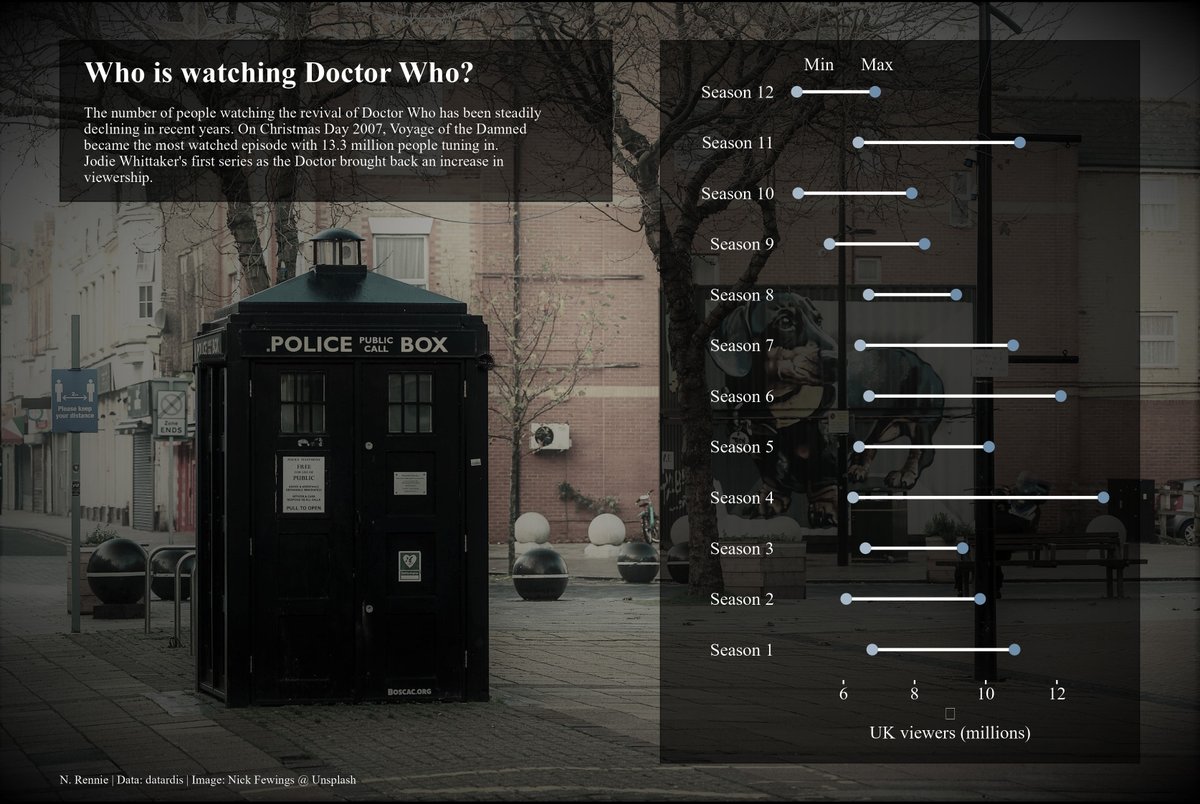 Who is watching Doctor Who?
The number of people watching the revival of Doctor Who has been steadily
declining in recent years. On Christmas Day 2007, Voyage of the Damned
became the most watched episode with 13.3 million people tuning in.
Jodie Whittaker's first series as the Doctor brought back an increase in
viewership.
Min Max
Season 12
Season 11
Season 10
Season 9
Season 8
Season 7
Season 6
Season 5
Season 4
Season 3
Season 2
Season 1
6 8 10 12
UK viewers (millions)
POLICE PUBLIC CALL BOX
Please keep
your distance
Zone
ENDS
FREE
PUBLIC
PULL TO OPEN
BOSCAC.ORG
N. Rennie | Data: datardis | Image: Nick Fewings @ Unsplash